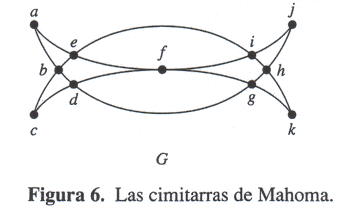 a j
e f i
b h
d g
c k
G
Figura 6. Las cimitarras de Mahoma.